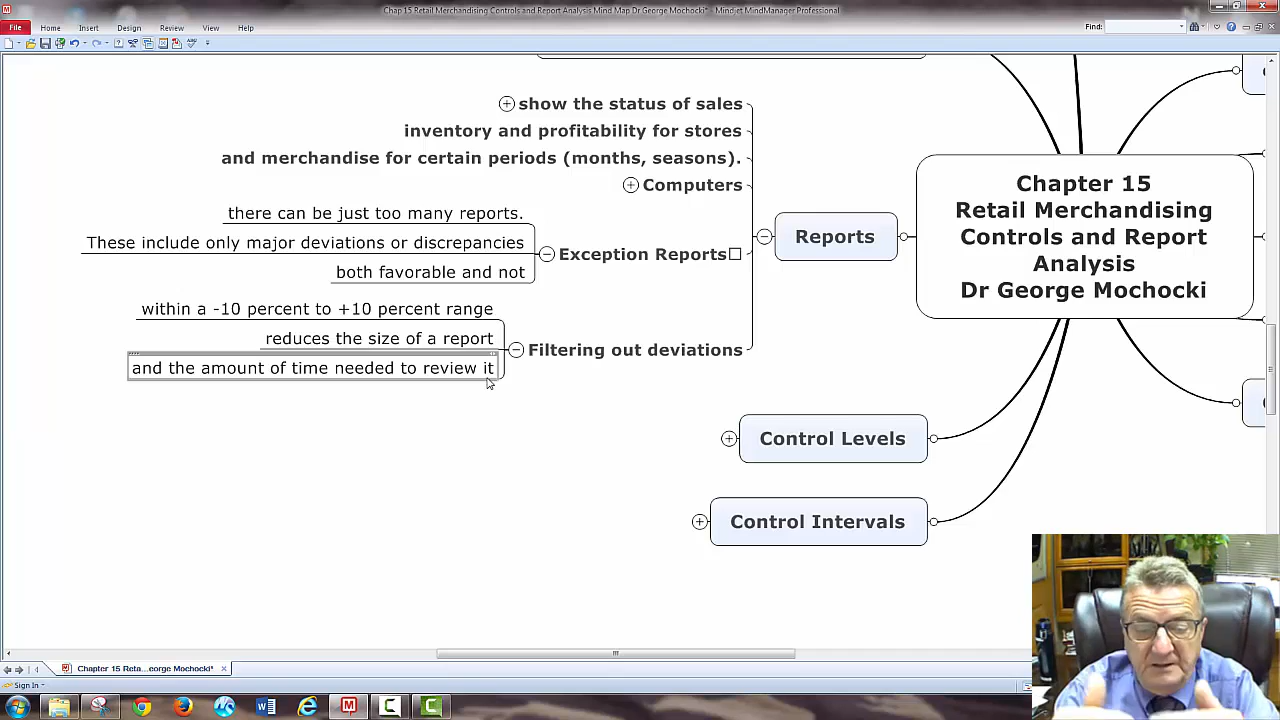 Chap 15 Retail Merchandising Controls and Report Analysis Mind Map Dr George Mochocki* - Mindjet MindManager Professional
File Home Insert Design Review View Help
Find:
show the status of sales
inventory and profitability for stores
and merchandise for certain periods (months, seasons).
Computers
there can be just too many reports.
These include only major deviations or discrepancies
both favorable and not
Exception Reports
within a -10 percent to +10 percent range
reduces the size of a report
and the amount of time needed to review it
Filtering out deviations
Reports
Chapter 15
Retail Merchandising
Controls and Report
Analysis
Dr George Mochocki
Control Levels
Control Intervals
Chapter 15 Reta...eorge Mochocki*
Sign In